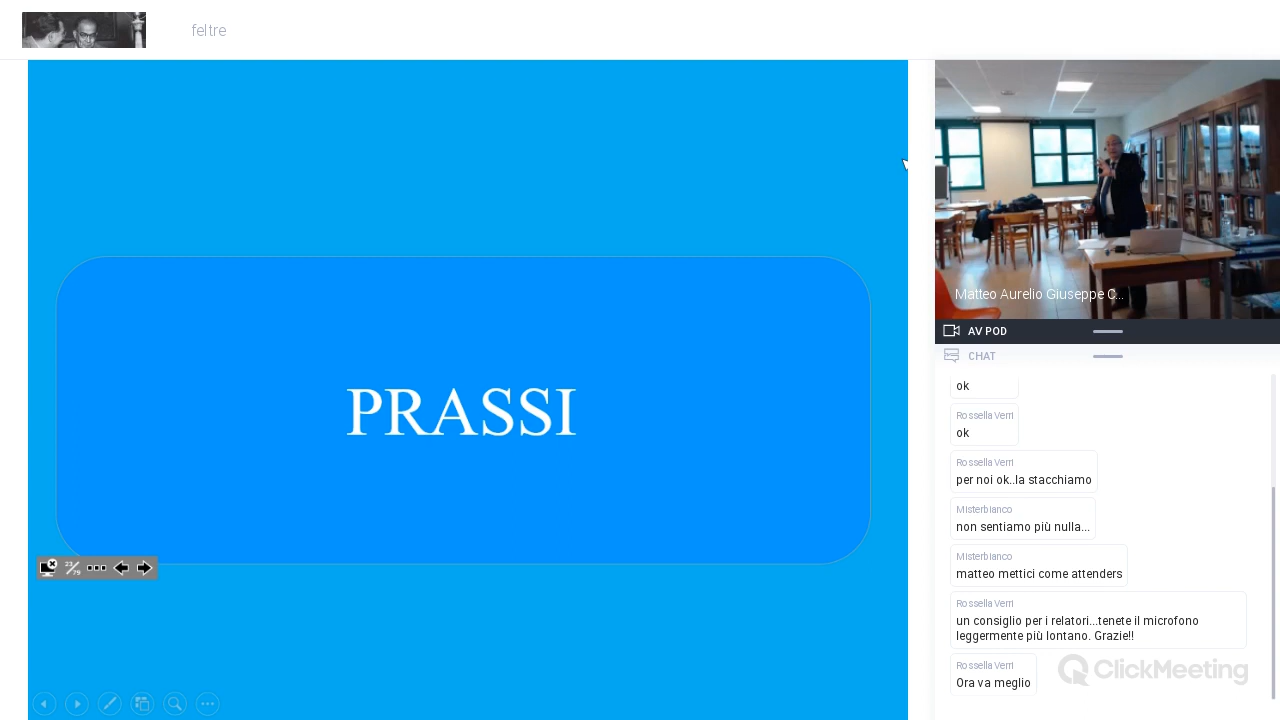 feltre
PRASSI
23/79
Matteo Aurelio Giuseppe C...
AV POD
CHAT
ok
Rossella Verri
ok
Rossella Verri
per noi ok..la stacchiamo
Misterbianco
non sentiamo più nulla...
Misterbianco
matteo mettici come attenders
Rossella Verri
un consiglio per i relatori...tenete il microfono
leggermente più lontano. Grazie!!
Rossella Verri
Ora va meglio
ClickMeeting